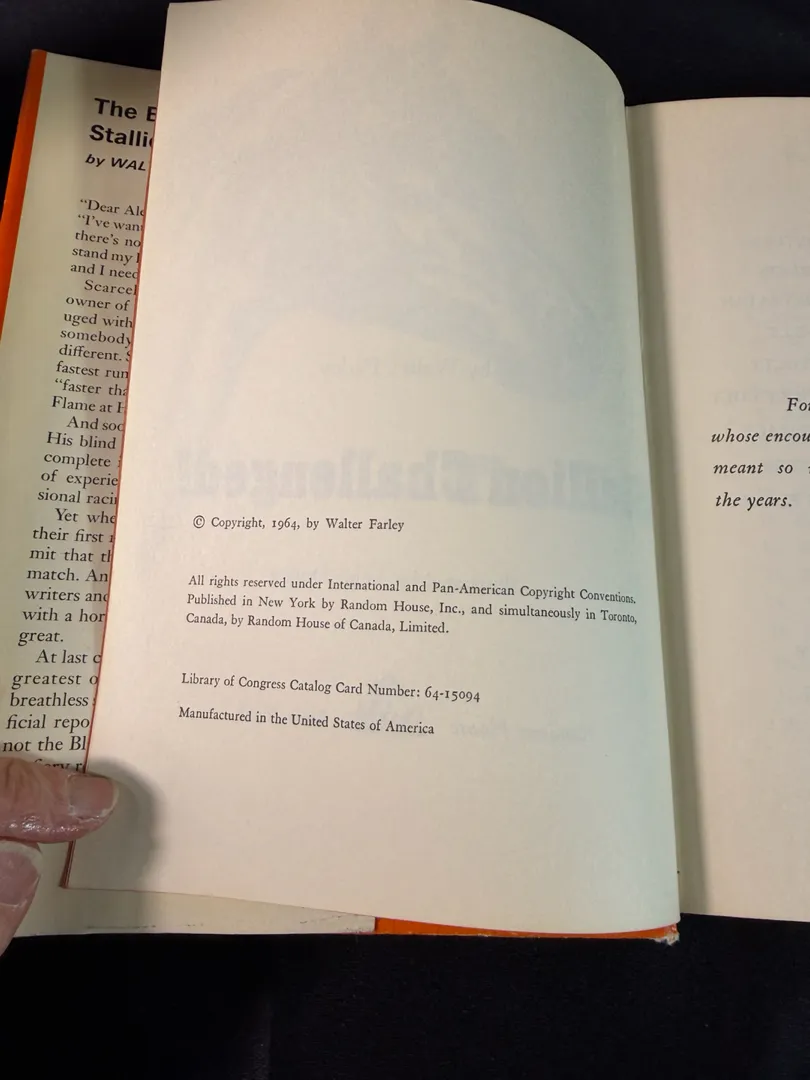 The
Stalli
by WAL
"Dear Al
"I've wan
there's no
stand my
and I need
Scarcel
owner of
uged with
somebody
different.
fastest run
"faster tha
Flame at
And soo
His blind
complete
of experie
sional raci
Yet whe
their first
mit that th
match. An
writers and
with a hor
great.
At last
greatest o
breathless
ficial repo
not the Bl
© Copyright, 1964, by Walter Farley
All rights reserved under International and Pan-American Copyright Conventions.
Published in New York by Random House, Inc., and simultaneously in Toronto,
Canada, by Random House of Canada, Limited.
Library of Congress Catalog Card Number: 64-15094
Manufactured in the United States of America
For
whose encou
meant so
the years.